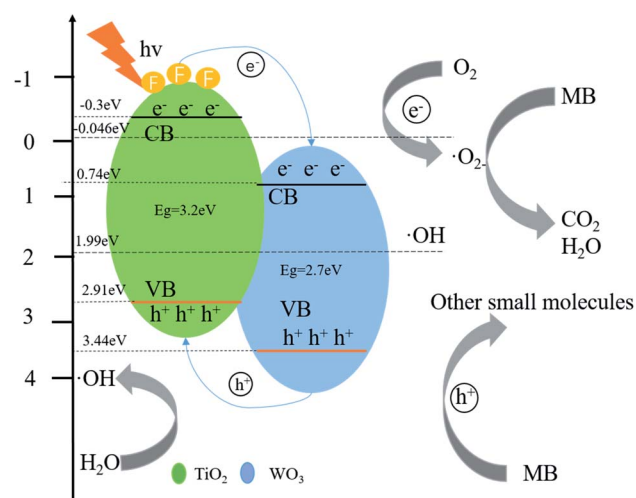 hv
F F F
e⁻
-1
O₂
MB
-0.3eV
e⁻ e⁻ e⁻
e⁻
-0.046eV
CB
0
·O₂-
0.74eV
e⁻ e⁻ e⁻
CB
1
Eg=3.2eV
CO₂
H₂O
1.99eV
·OH
2
Eg=2.7eV
2.91eV
VB
h⁺ h⁺ h⁺
VB
Other small molecules
3
3.44eV
h⁺ h⁺ h⁺
4
·OH
h⁺
h⁺
H₂O
TiO₂
WO₃
MB